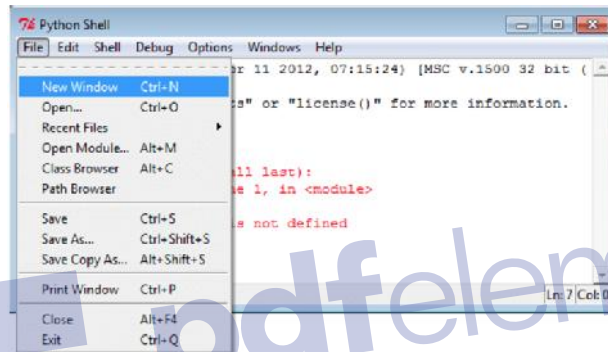 Python Shell
File Edit Shell Debug Options Windows Help
r 11 2012, 07:15:24) [MSC v.1500 32 bit (
New Window Ctrl+N
s" or "license()" for more information.
Open... Ctrl+O
Recent Files
Open Module... Alt+M
Class Browser Alt+C
ll last):
Path Browser
e 1, in <module>
Save Ctrl+S
s not defined
Save As... Ctrl+Shift+S
Save Copy As... Alt+Shift+S
Print Window Ctrl+P
Ln: 7 Col: 0
Close Alt+F4
Exit Ctrl+Q
pdfelem